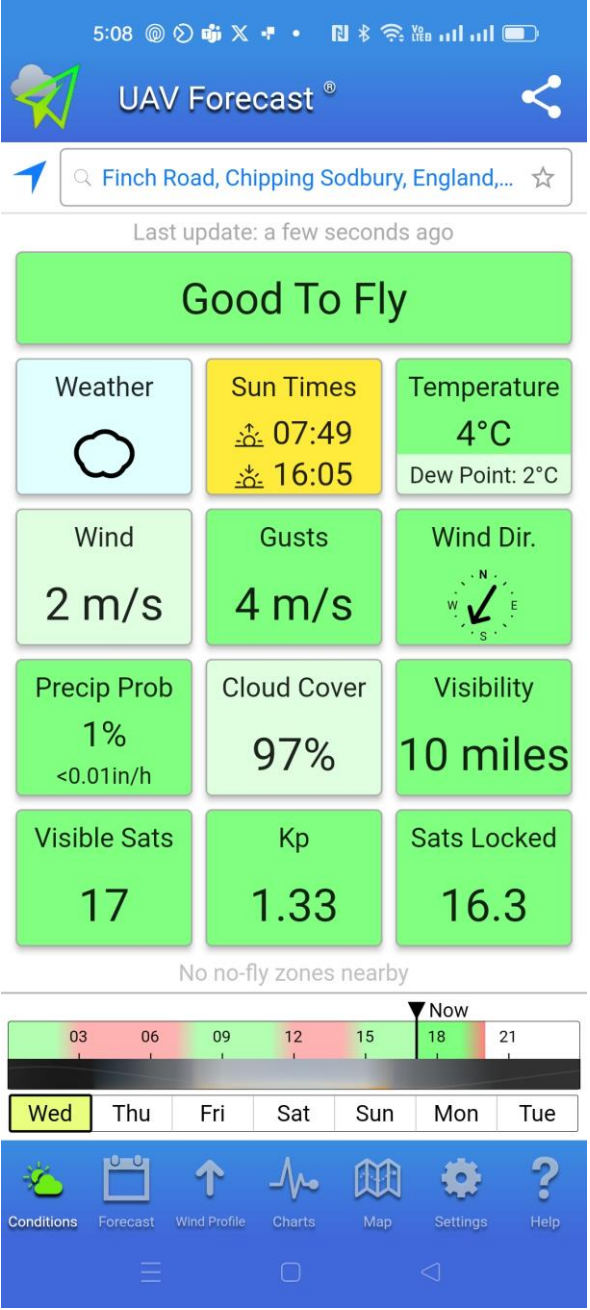 5:08
UAV Forecast ®
Finch Road, Chipping Sodbury, England,...
Last update: a few seconds ago
Good To Fly
Weather
Sun Times
07:49
16:05
Temperature
4°C
Dew Point: 2°C
Wind
2 m/s
Gusts
4 m/s
Wind Dir.
N
W E
S
Precip Prob
1%
<0.01in/h
Cloud Cover
97%
Visibility
10 miles
Visible Sats
17
Kp
1.33
Sats Locked
16.3
No no-fly zones nearby
Now
03 06 09 12 15 18 21
Wed Thu Fri Sat Sun Mon Tue
Conditions Forecast Wind Profile Charts Map Settings Help